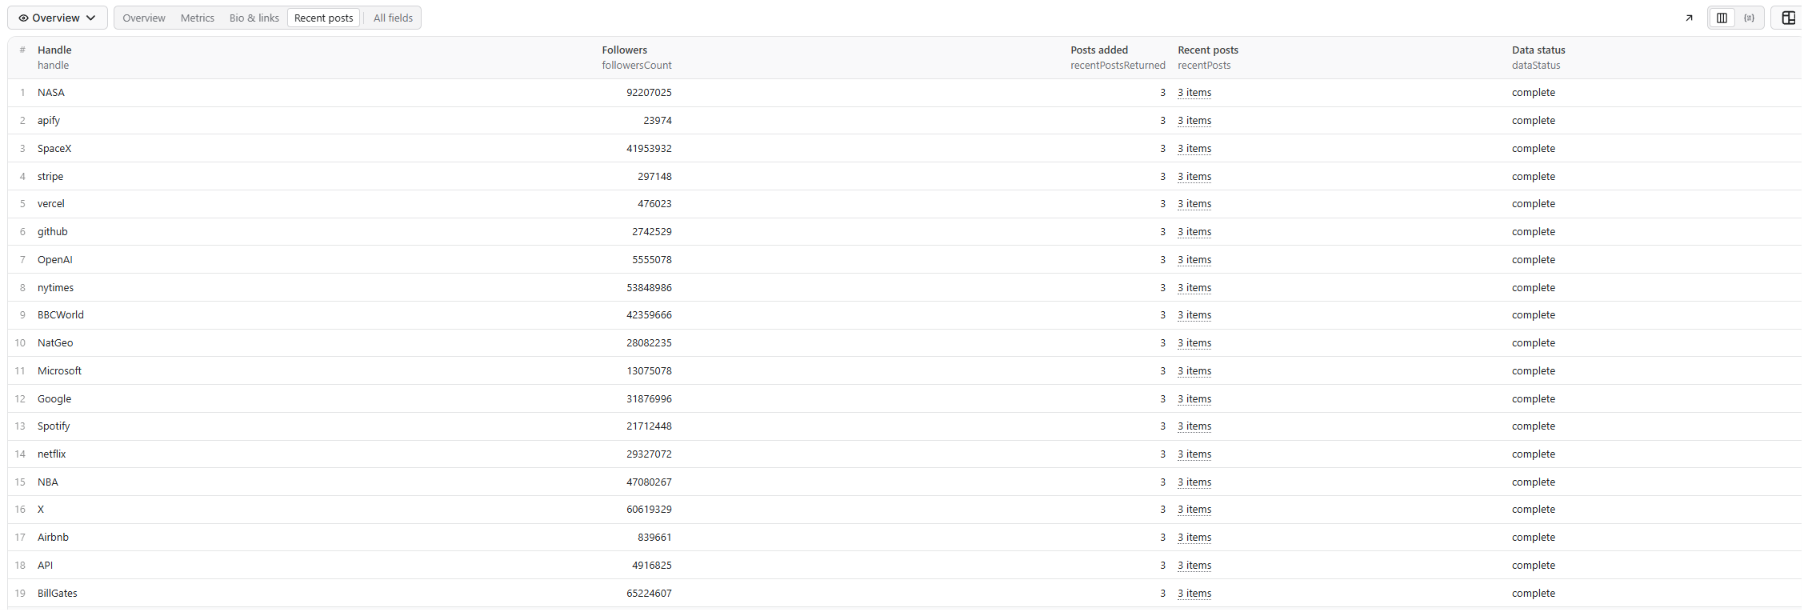 Overview Overview Metrics Bio & links Recent posts All fields
# Handle Followers Posts added Recent posts Data status
handle followersCount recentPostsReturned recentPosts dataStatus
1 NASA 92207025 3 3 items complete
2 apify 23974 3 3 items complete
3 SpaceX 41953932 3 3 items complete
4 stripe 297148 3 3 items complete
5 vercel 476023 3 3 items complete
6 github 2742529 3 3 items complete
7 OpenAI 5555078 3 3 items complete
8 nytimes 53848986 3 3 items complete
9 BBCWorld 42359666 3 3 items complete
10 NatGeo 28082235 3 3 items complete
11 Microsoft 13075078 3 3 items complete
12 Google 31876996 3 3 items complete
13 Spotify 21712448 3 3 items complete
14 netflix 29327072 3 3 items complete
15 NBA 47080267 3 3 items complete
16 X 60619329 3 3 items complete
17 Airbnb 839661 3 3 items complete
18 API 4916825 3 3 items complete
19 BillGates 65224607 3 3 items complete